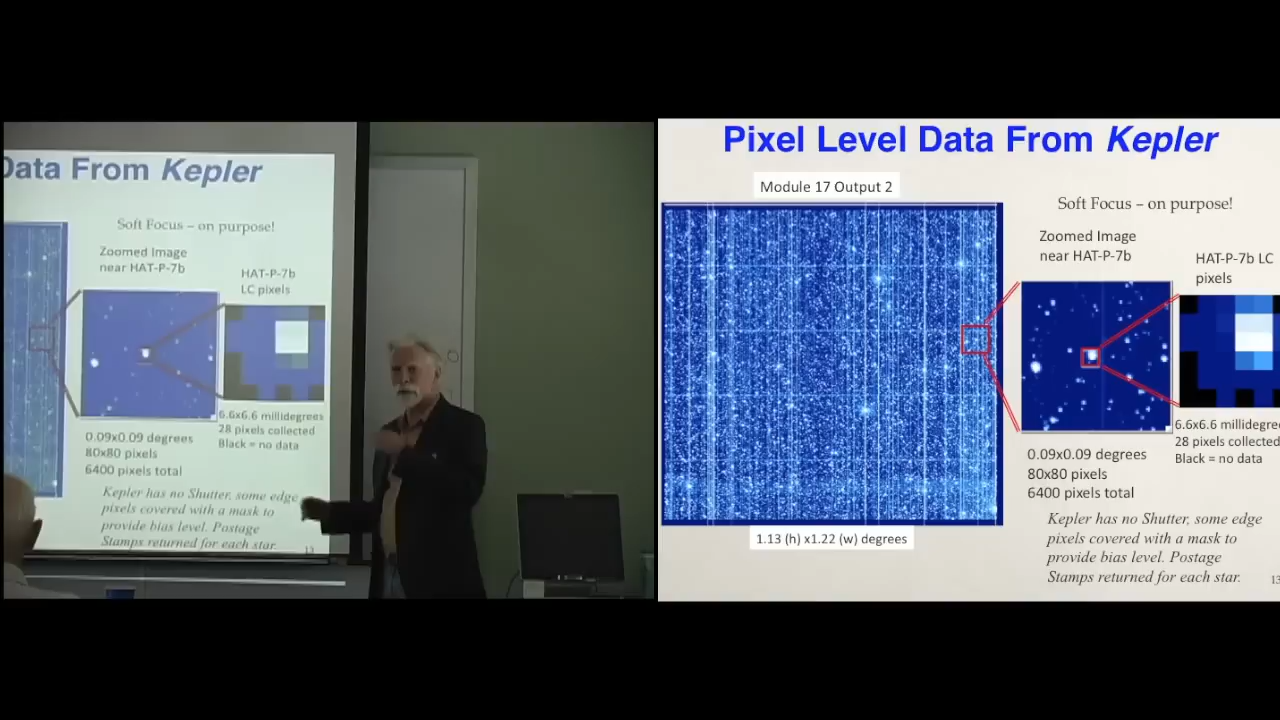 Data From Kepler
Soft Focus – on purpose!
Zoomed Image
near HAT-P-7b
HAT-P-7b
LC pixels
6.6x6.6 millidegrees
28 pixels collected
Black = no data
0.09x0.09 degrees
80x80 pixels
6400 pixels total
Kepler has no Shutter, some edge
pixels covered with a mask to
provide bias level. Postage
Stamps returned for each star.
13
Pixel Level Data From Kepler
Module 17 Output 2
Soft Focus – on purpose!
Zoomed Image
near HAT-P-7b
HAT-P-7b LC
pixels
6.6x6.6 millidegree
28 pixels collected
Black = no data
0.09x0.09 degrees
80x80 pixels
6400 pixels total
1.13 (h) x1.22 (w) degrees
Kepler has no Shutter, some edge
pixels covered with a mask to
provide bias level. Postage
Stamps returned for each star.
13